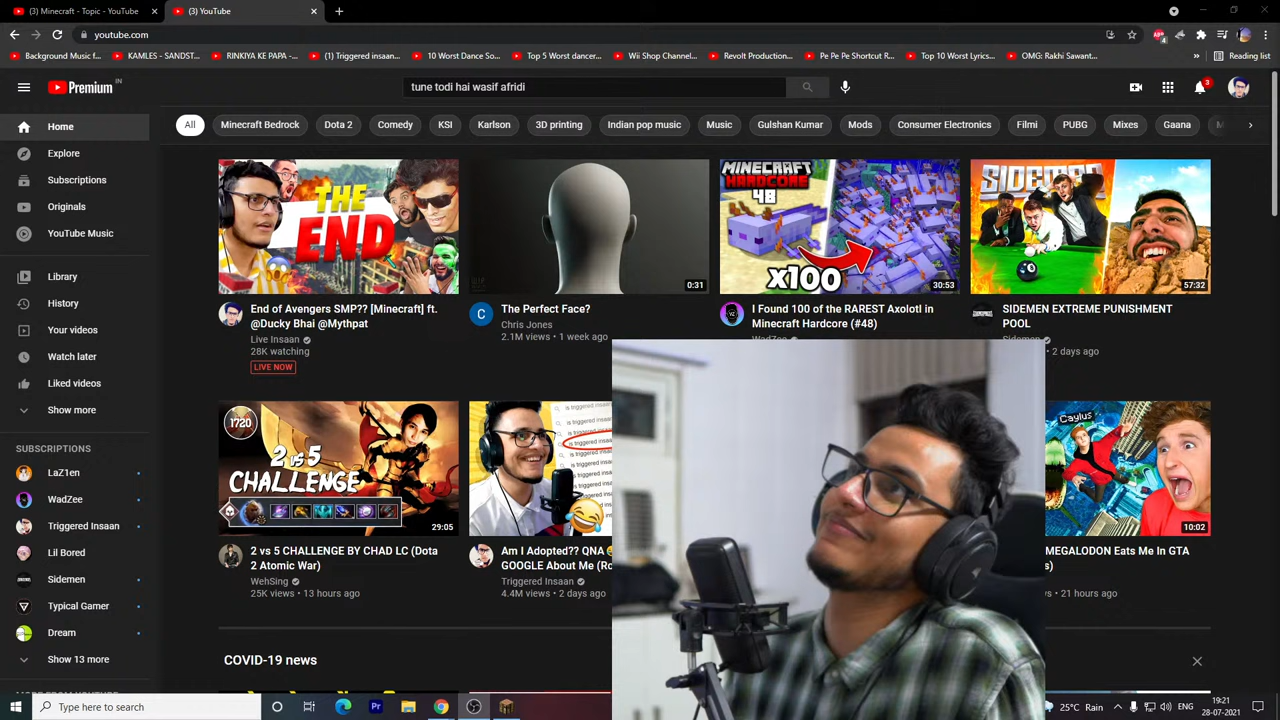 (3) Minecraft - Topic - YouTube
(3) YouTube
youtube.com
4
Background Music f...
KAMLES - SANDST...
RINKIYA KE PAPA -...
(1) Triggered insaan...
10 Worst Dance So...
Top 5 Worst dancer...
Wii Shop Channel...
Revolt Production...
Pe Pe Pe Shortcut R...
Top 10 Worst Lyrics...
OMG: Rakhi Sawant...
»
Reading list
Premium IN
tune todi hai wasif afridi
3
Home
Explore
Subscriptions
Originals
YouTube Music
Library
History
Your videos
Watch later
Liked videos
Show more
SUBSCRIPTIONS
LaZ1en
WadZee
Triggered Insaan
Lil Bored
Sidemen
Typical Gamer
Dream
Show 13 more
All
Minecraft Bedrock
Dota 2
Comedy
KSI
Karlson
3D printing
Indian pop music
Music
Gulshan Kumar
Mods
Consumer Electronics
Filmi
PUBG
Mixes
Gaana
THE
END
End of Avengers SMP?? [Minecraft] ft.
@Ducky Bhai @Mythpat
Live Insaan
28K watching
LIVE NOW
0:31
C
The Perfect Face?
Chris Jones
2.1M views • 1 week ago
MINECRAFT
HARDCORE
48
x100
30:53
I Found 100 of the RAREST Axolotl in
Minecraft Hardcore (#48)
WadZee
SIDEMEN
57:32
SIDEMEN EXTREME PUNISHMENT
POOL
Sidemen
2 days ago
1720
2 vs 5
CHALLENGE
29:05
2 vs 5 CHALLENGE BY CHAD LC (Dota
2 Atomic War)
WehSing
25K views • 13 hours ago
is triggered insaa
Am I Adopted?? QNA
GOOGLE About Me (Ro
Triggered Insaan
4.4M views • 2 days ago
Caylus
10:02
MEGALODON Eats Me In GTA
21 hours ago
COVID-19 news
Type here to search
25°C Rain
ENG
19:21
28-07-2021